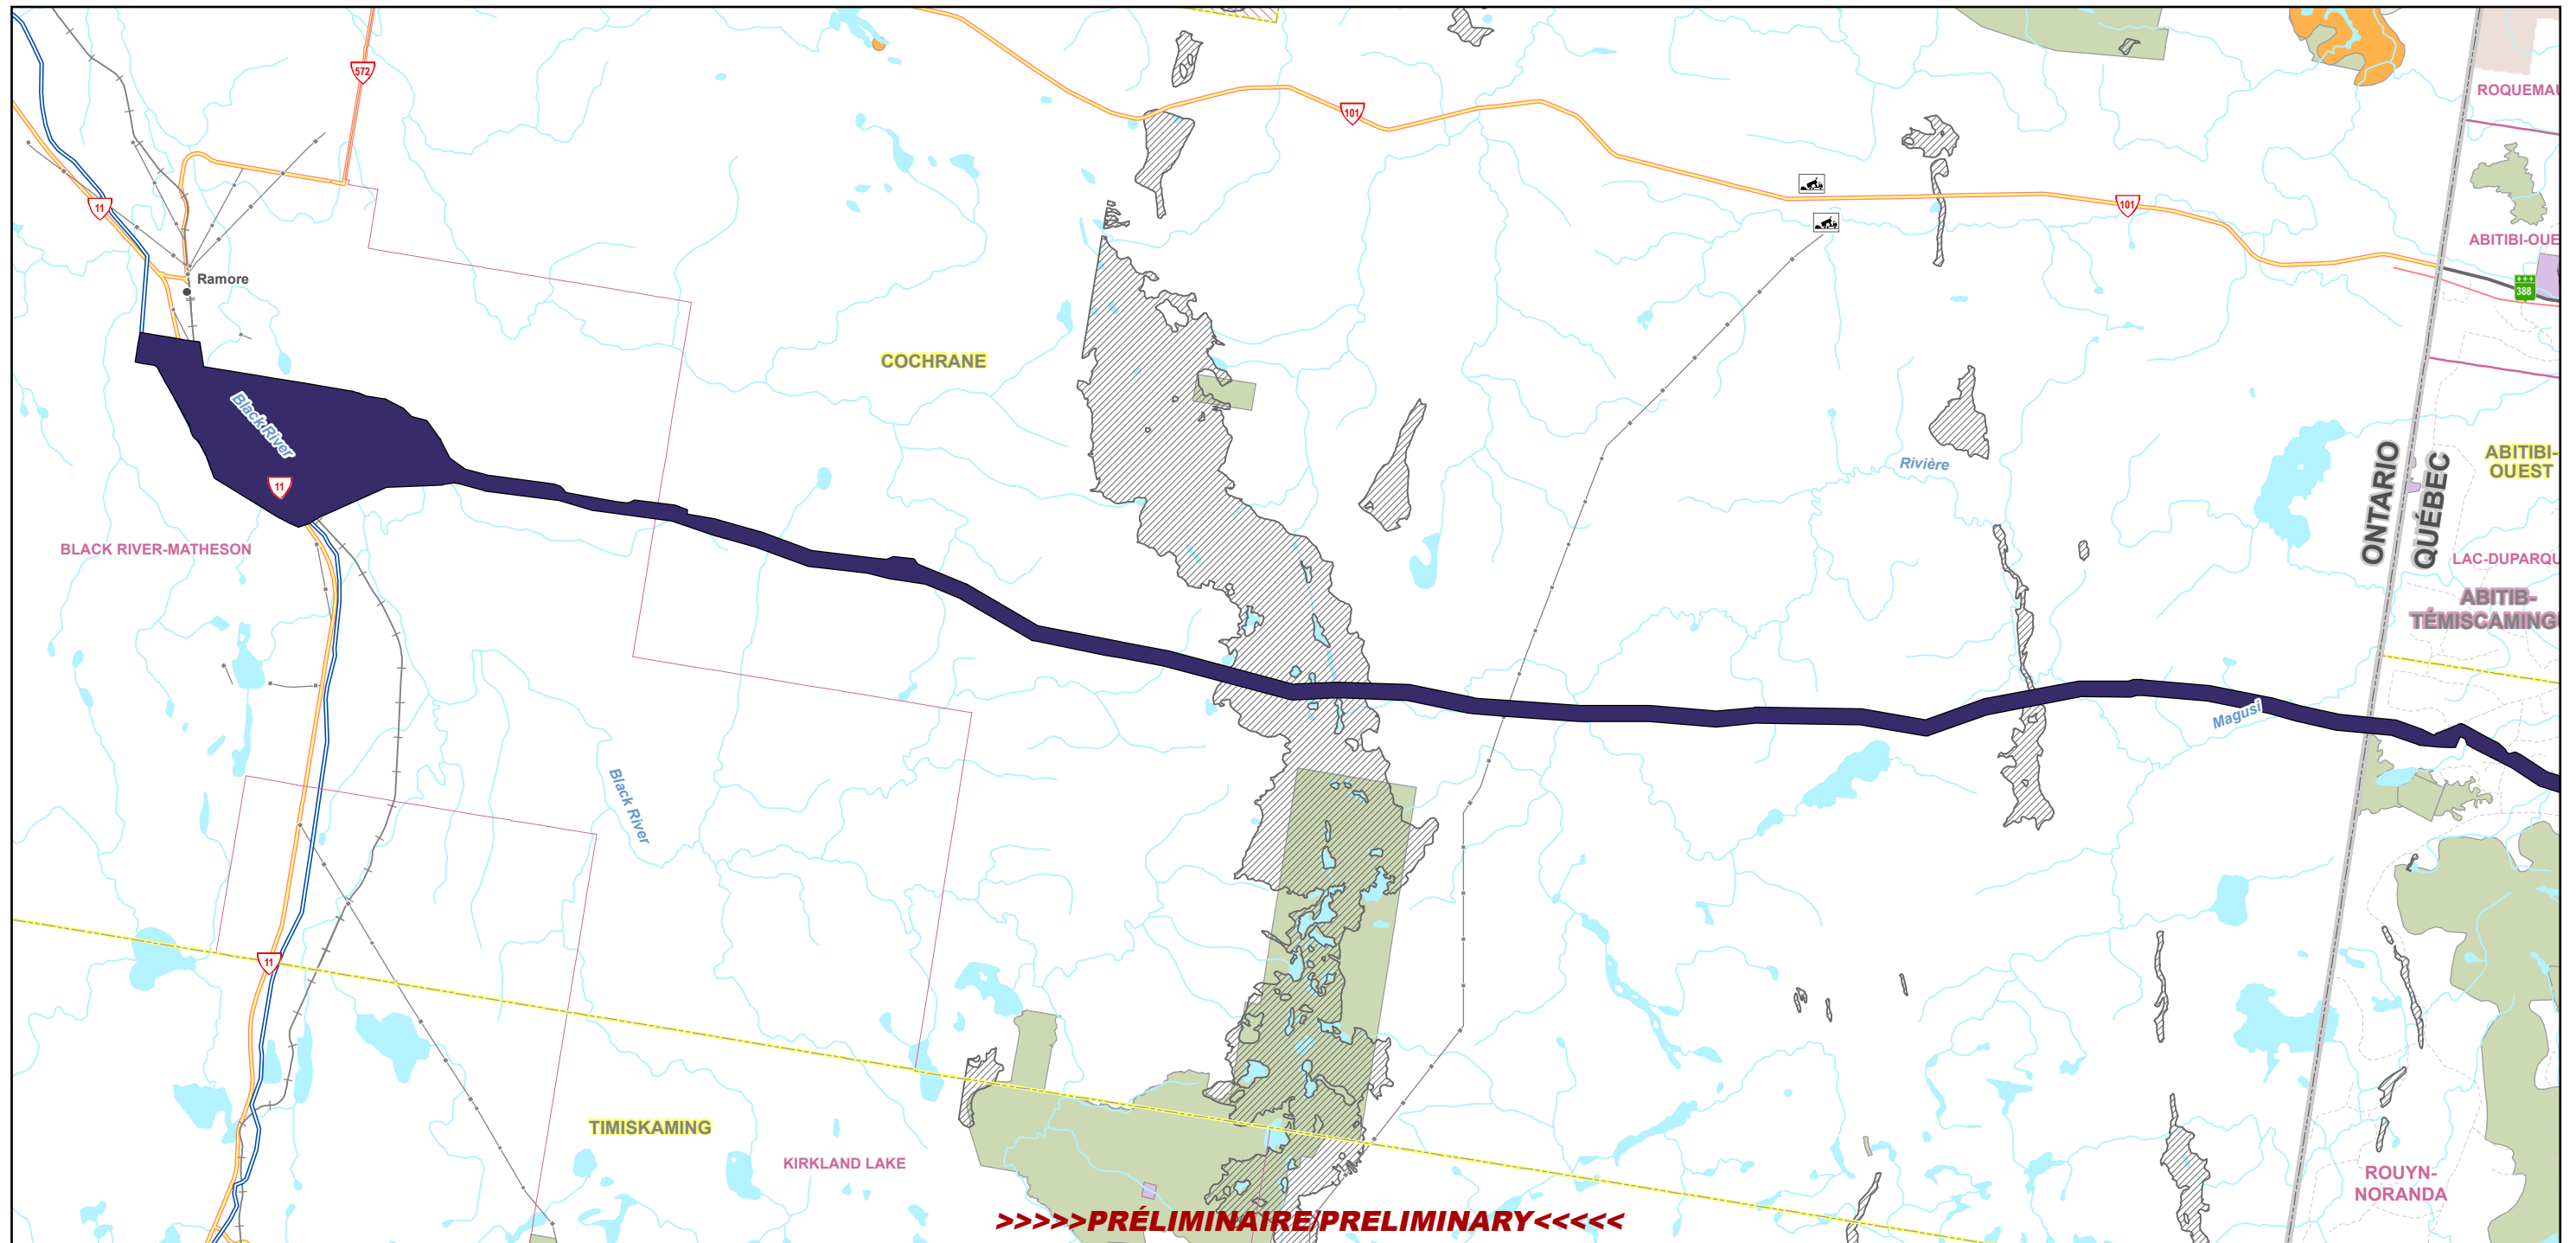 572
ROQUEMAU
101
11
101
ABITIBI-OUE
Ramore
388
COCHRANE
Black River
11
Rivière
ONTARIO
QUÉBEC
ABITIBI-
OUEST
BLACK RIVER-MATHESON
LAC-DUPARQU
ABITIB-
TÉMISCAMING
Magusi
Black River
11
TIMISKAMING
KIRKLAND LAKE
ROUYN-
NORANDA
>>>>>PRÉLIMINAIRE/PRELIMINARY<<<<<